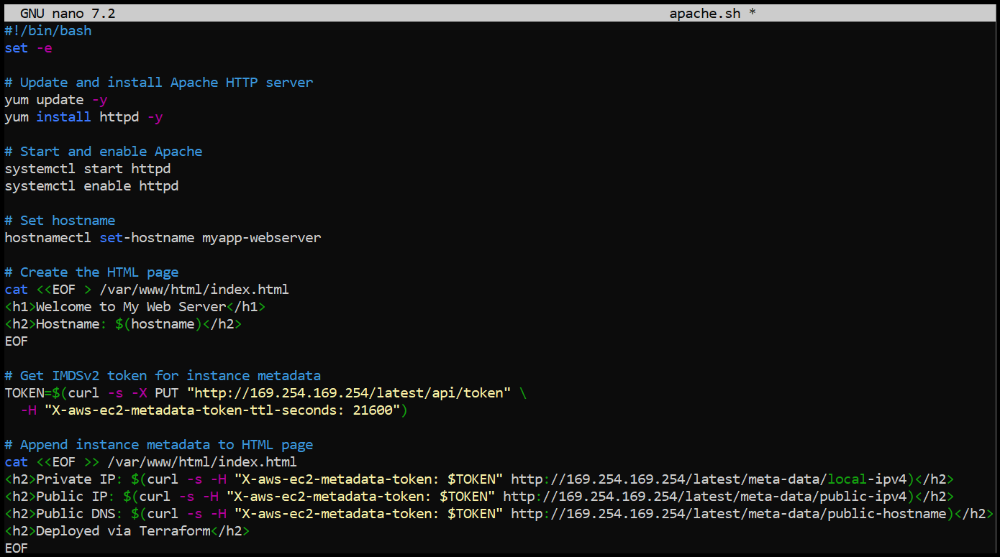 GNU nano 7.2 apache.sh *
#!/bin/bash
set -e
# Update and install Apache HTTP server
yum update -y
yum install httpd -y
# Start and enable Apache
systemctl start httpd
systemctl enable httpd
# Set hostname
hostnamectl set-hostname myapp-webserver
# Create the HTML page
cat <<EOF > /var/www/html/index.html
<h1>Welcome to My Web Server</h1>
<h2>Hostname: $(hostname)</h2>
EOF
# Get IMDSv2 token for instance metadata
TOKEN=$(curl -s -X PUT "http://169.254.169.254/latest/api/token" \
  -H "X-aws-ec2-metadata-token-ttl-seconds: 21600")
# Append instance metadata to HTML page
cat <<EOF >> /var/www/html/index.html
<h2>Private IP: $(curl -s -H "X-aws-ec2-metadata-token: $TOKEN" http://169.254.169.254/latest/meta-data/local-ipv4)</h2>
<h2>Public IP: $(curl -s -H "X-aws-ec2-metadata-token: $TOKEN" http://169.254.169.254/latest/meta-data/public-ipv4)</h2>
<h2>Public DNS: $(curl -s -H "X-aws-ec2-metadata-token: $TOKEN" http://169.254.169.254/latest/meta-data/public-hostname)</h2>
<h2>Deployed via Terraform</h2>
EOF